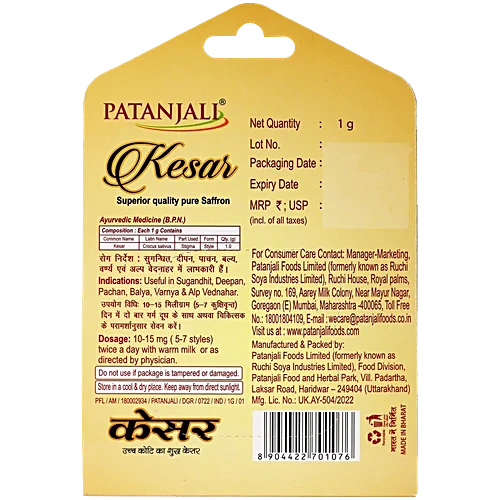 PATANJALI®
Kesar
Superior quality pure Saffron
Ayurvedic Medicine (B.P.N.)
Composition : Each 1 g Contains
Common Name Latin Name Part Used Form Qty. (g)
Kesar Crocus sativus Stigma Style 1.0
रोग निर्देश : सुगन्धित, दीपन, पाचन, बल्य,
वर्ण्य एवं अल्प वेदनाहर में लाभकारी हैं।
Indications: Useful in Sugandhit, Deepan,
Pachan, Balya, Varnya & Alp Vednahar.
उपयोग विधि: 10-15 मिलीग्राम (5-7 कुक्षिवृन्त)
दिन में दो बार गर्म दूध के साथ अथवा चिकित्सक
के परामर्शानुसार सेवन करें।
Dosage: 10-15 mg ( 5-7 styles)
twice a day with warm milk or as
directed by physician.
Do not use if package is tampered or damaged.
Store in a cool & dry place. Keep away from direct sunlight.
PFL / AM / 180002934 / PATANJALI / DGR / 0722 / IND / 1G / 01
केसर
उच्च कोटि का शुद्ध केसर
Net Quantity : 1 g
Lot No. :
Packaging Date :
Expiry Date :
MRP ₹ ; USP :
(incl. of all taxes)
For Consumer Care Contact: Manager-Marketing,
Patanjali Foods Limited (formerly known as Ruchi
Soya Industries Limited), Ruchi House, Royal palms,
Survey no. 169, Aarey Milk Colony, Near Mayur Nagar,
Goregaon (E) Mumbai, Maharashtra-400065, Toll Free
No.: 18001804109, E-mail :wecare@patanjalifoods.co.in
Visit us at : www.patanjalifoods.com
Manufactured & Packed by:
Patanjali Foods Limited (formerly known as
Ruchi Soya Industries Limited), Food Division,
Patanjali Food and Herbal Park, Vill. Padartha,
Laksar Road, Haridwar – 249404 (Uttarakhand)
Mfg. Lic. No.: UK.AY-504/2022
8 904422 701076
भारत में निर्मित
MADE IN BHARAT